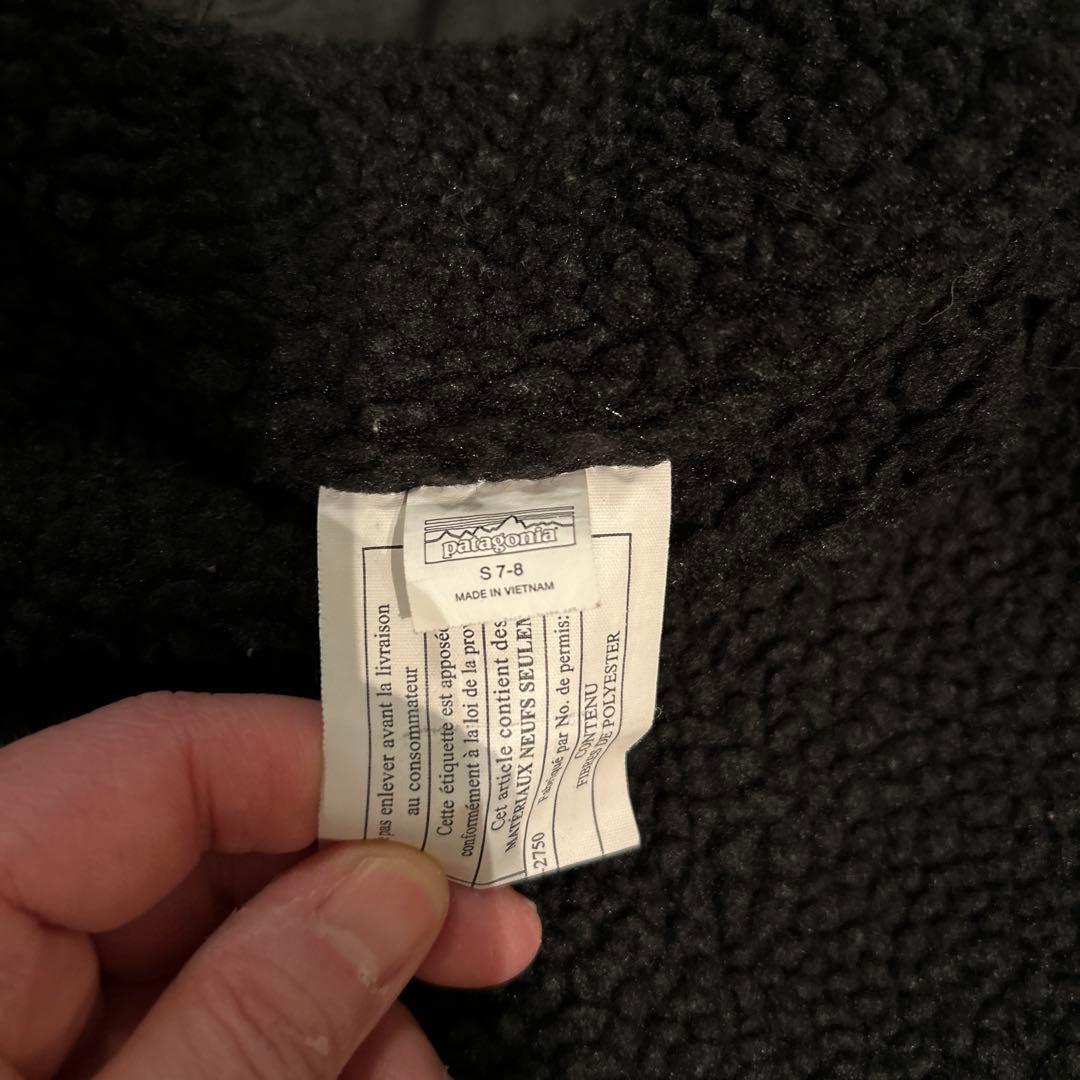 patagonia
S 7-8
MADE IN VIETNAM
pas enlever avant la livraison
au consommateur
Cette étiquette est apposée
conformément à la loi de la pro
Cet article contient des
MATÉRIAUX NEUFS SEULEM
Fabriqué par No. de permis:
-2750
CONTENU
FIBRES DE POLYESTER